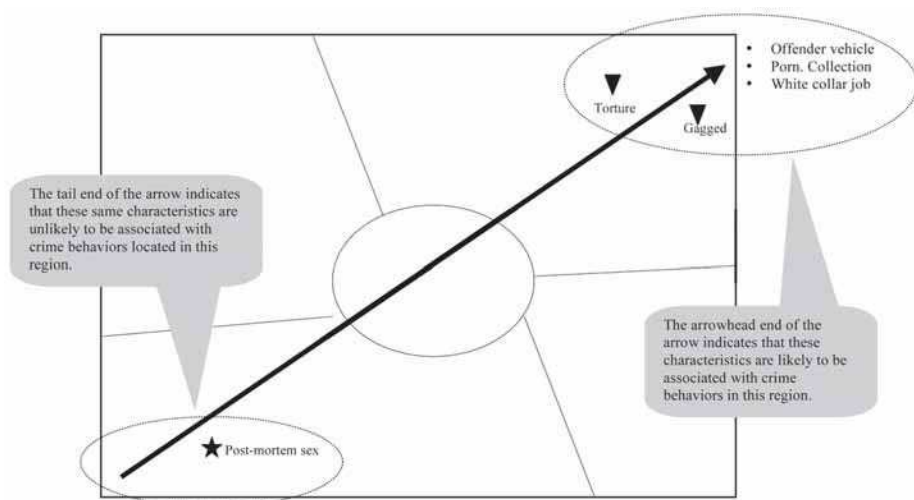 • Offender vehicle
• Porn. Collection
• White collar job
Torture
Gagged
The tail end of the arrow indicates
that these same characteristics are
unlikely to be associated with
crime behaviors located in this
region.
The arrowhead end of the
arrow indicates that these
characteristics are likely to be
associated with crime
behaviors in this region.
Post-mortem sex